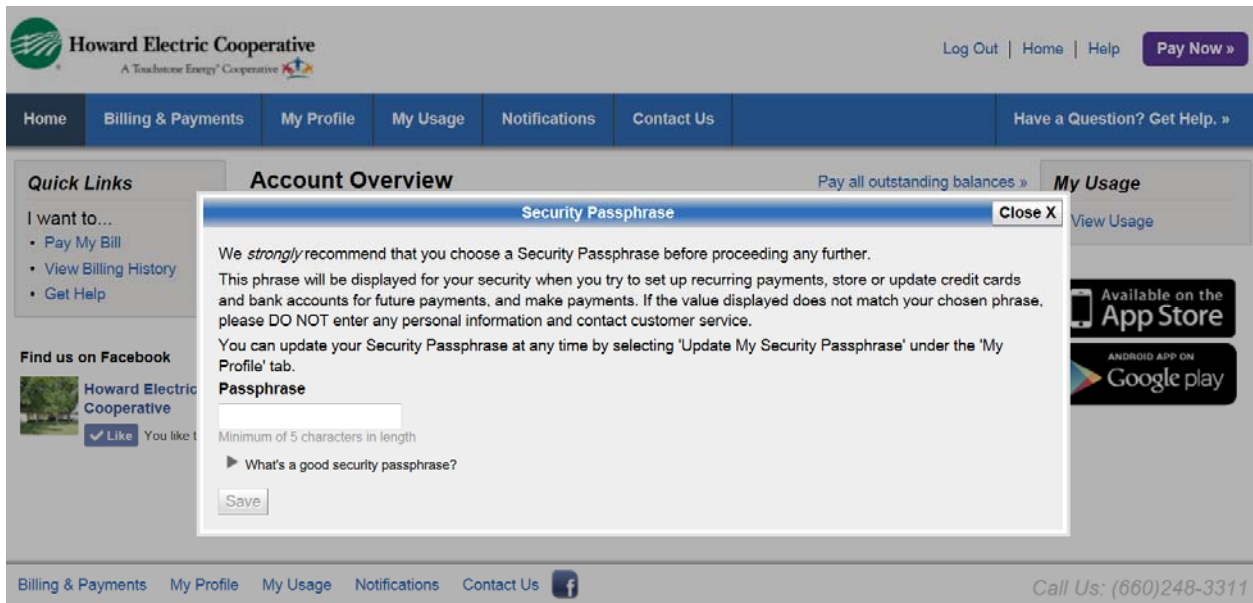 Howard Electric Cooperative
A Touchstone Energy® Cooperative
Log Out | Home | Help
Pay Now »
Home
Billing & Payments
My Profile
My Usage
Notifications
Contact Us
Have a Question? Get Help. »
Quick Links
I want to...
• Pay My Bill
• View Billing History
• Get Help
Find us on Facebook
Howard Electric
Cooperative
Like You like t
Account Overview
Pay all outstanding balances »
Security Passphrase
Close X
We strongly recommend that you choose a Security Passphrase before proceeding any further.
This phrase will be displayed for your security when you try to set up recurring payments, store or update credit cards
and bank accounts for future payments, and make payments. If the value displayed does not match your chosen phrase,
please DO NOT enter any personal information and contact customer service.
You can update your Security Passphrase at any time by selecting 'Update My Security Passphrase' under the 'My
Profile' tab.
Passphrase
Minimum of 5 characters in length
What's a good security passphrase?
Save
My Usage
View Usage
Available on the
App Store
ANDROID APP ON
Google play
Billing & Payments
My Profile
My Usage
Notifications
Contact Us
f
Call Us: (660)248-3311